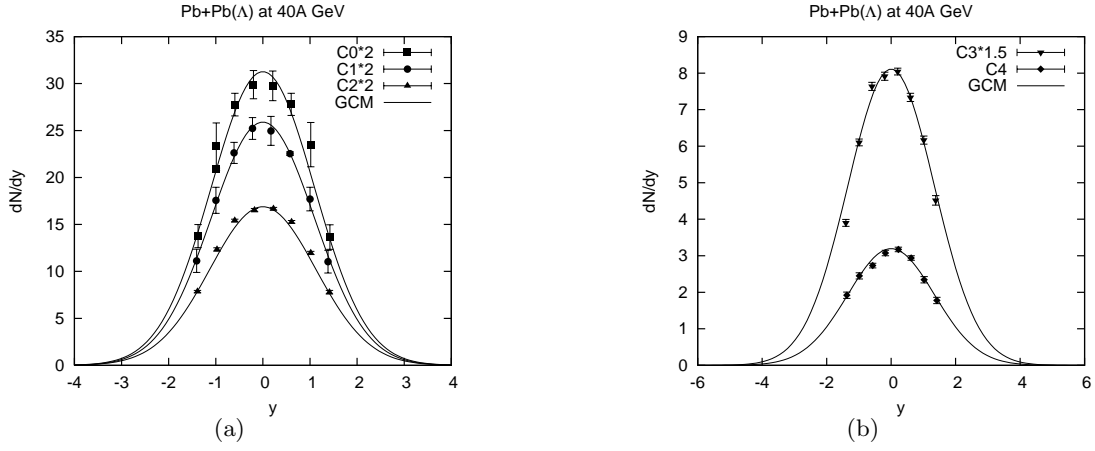 Pb+Pb(Λ) at 40A GeV
35
30
25
20
15
10
5
0
-4 -3 -2 -1 0 1 2 3 4
dN/dy
y
C0*2
C1*2
C2*2
GCM
(a)
Pb+Pb(Λ) at 40A GeV
9
8
7
6
5
4
3
2
1
0
-6 -4 -2 0 2 4 6
dN/dy
y
C3*1.5
C4
GCM
(b)